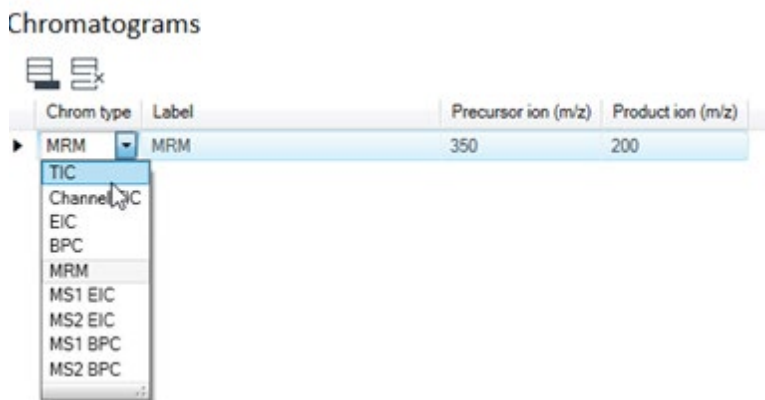 Chromatograms
Chrom type Label Precursor ion (m/z) Product ion (m/z)
MRM MRM 350 200
TIC
Channel TIC
EIC
BPC
MRM
MS1 EIC
MS2 EIC
MS1 BPC
MS2 BPC